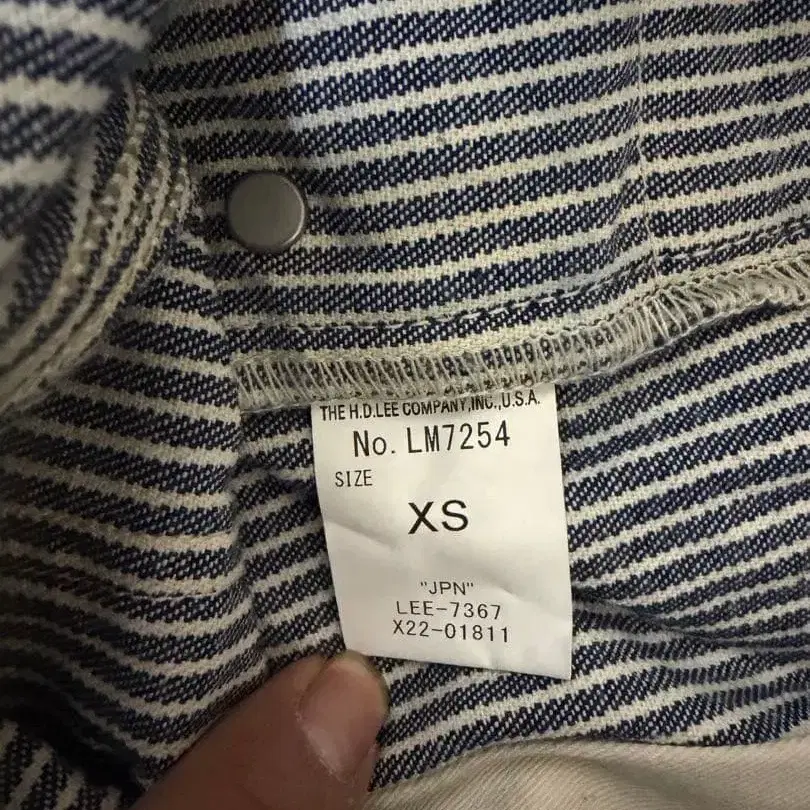 THE H.D.LEE COMPANY,INC.,U.S.A.
No. LM7254
SIZE
XS
"JPN"
LEE-7367
X22-01811